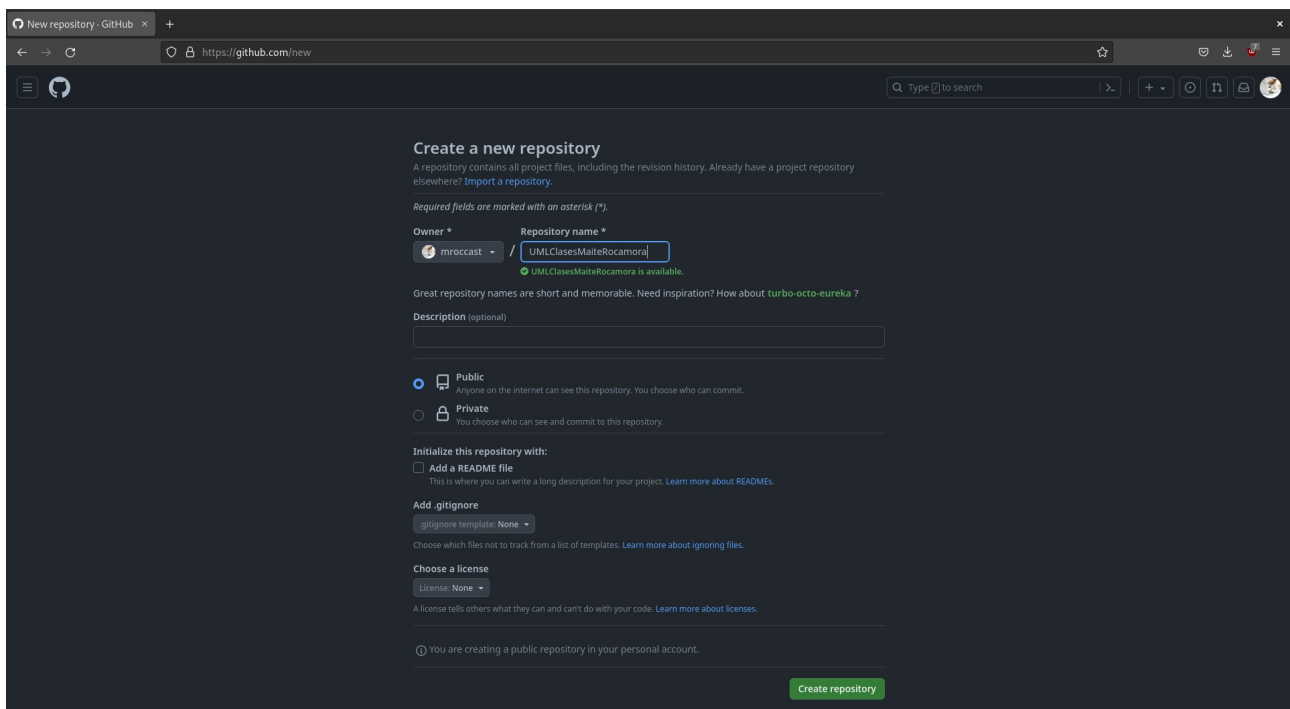 New repository · GitHub
https://github.com/new
7
Type / to search
Create a new repository
A repository contains all project files, including the revision history. Already have a project repository
elsewhere? Import a repository.
Required fields are marked with an asterisk (*).
Owner * Repository name *
mroccast / UMLClasesMaiteRocamora
UMLClasesMaiteRocamora is available.
Great repository names are short and memorable. Need inspiration? How about turbo-octo-eureka ?
Description (optional)
Public
Anyone on the internet can see this repository. You choose who can commit.
Private
You choose who can see and commit to this repository.
Initialize this repository with:
Add a README file
This is where you can write a long description for your project. Learn more about READMEs.
Add .gitignore
.gitignore template: None
Choose which files not to track from a list of templates. Learn more about ignoring files.
Choose a license
License: None
A license tells others what they can and can't do with your code. Learn more about licenses.
You are creating a public repository in your personal account.
Create repository